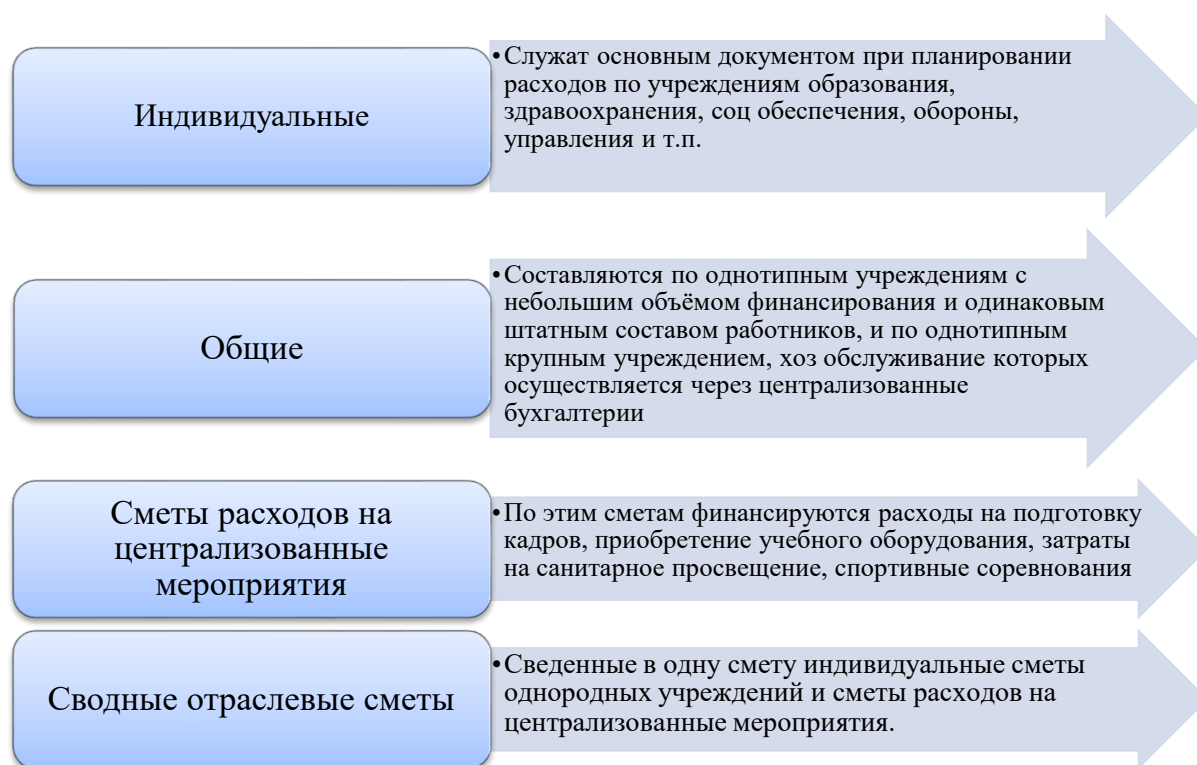 Индивидуальные
•Служат основным документом при планировании
расходов по учреждениям образования,
здравоохранения, соц обеспечения, обороны,
управления и т.п.
Общие
•Составляются по однотипным учреждениям с
небольшим объёмом финансирования и одинаковым
штатным составом работников, и по однотипным
крупным учреждением, хоз обслуживание которых
осуществляется через централизованные
бухгалтерии
Сметы расходов на
централизованные
мероприятия
•По этим сметам финансируются расходы на подготовку
кадров, приобретение учебного оборудования, затраты
на санитарное просвещение, спортивные соревнования
Сводные отраслевые сметы
•Сведенные в одну смету индивидуальные сметы
однородных учреждений и сметы расходов на
централизованные мероприятия.